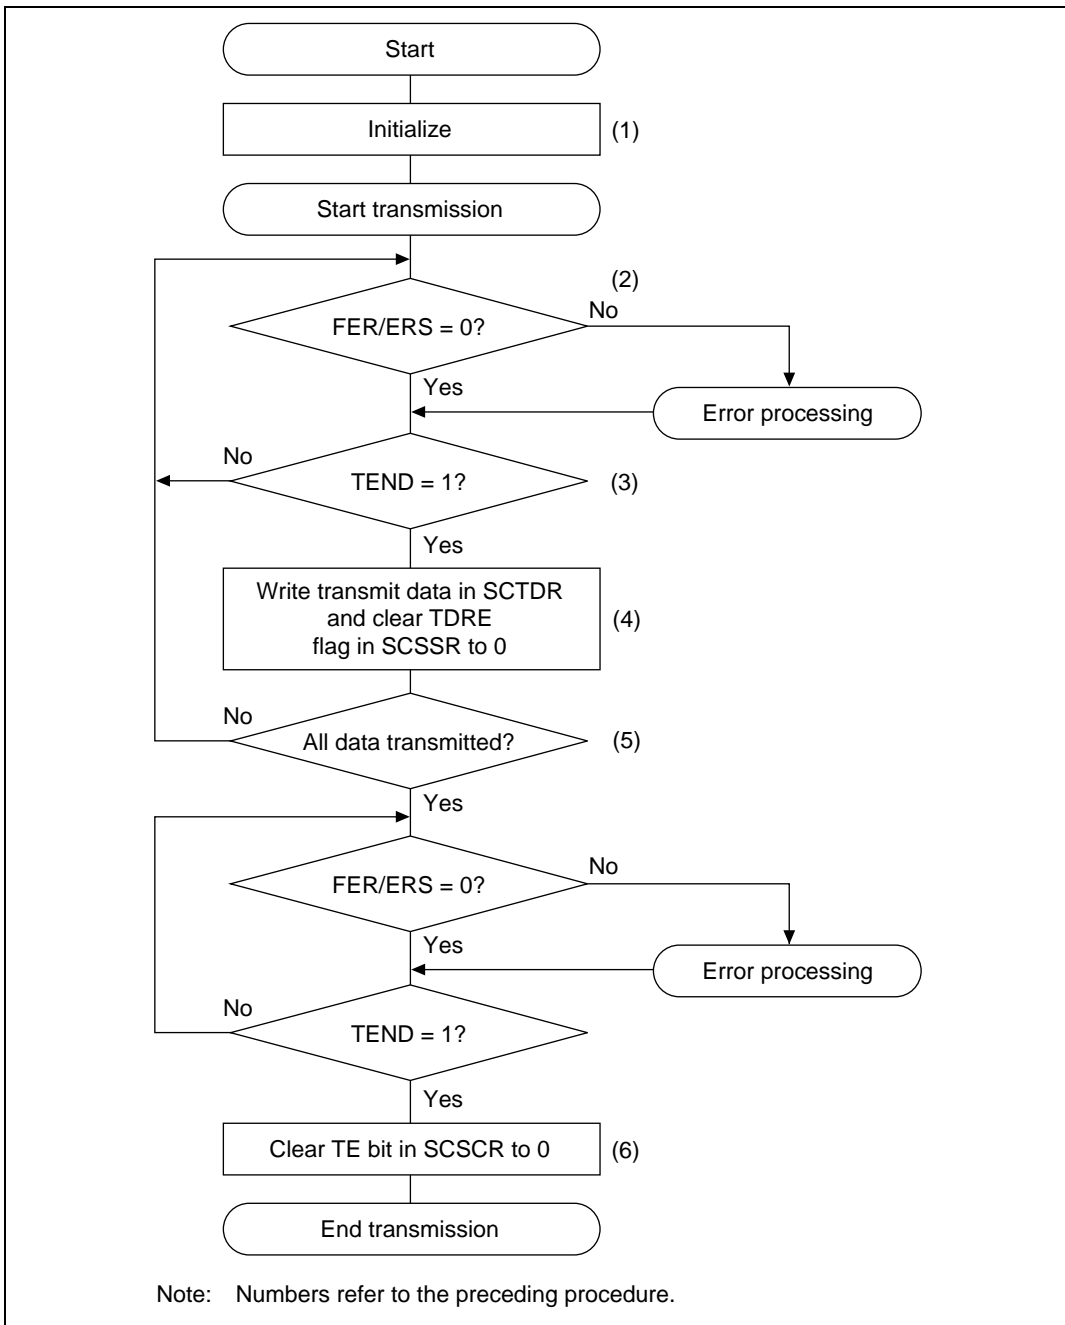 Start
Initialize
(1)
Start transmission
(2)
No
FER/ERS = 0?
Yes
Error processing
No
TEND = 1?
(3)
Yes
Write transmit data in SCTDR
and clear TDRE
flag in SCSSR to 0
(4)
No
All data transmitted?
(5)
Yes
No
FER/ERS = 0?
Yes
Error processing
No
TEND = 1?
Yes
Clear TE bit in SCSCR to 0
(6)
End transmission
Note: Numbers refer to the preceding procedure.